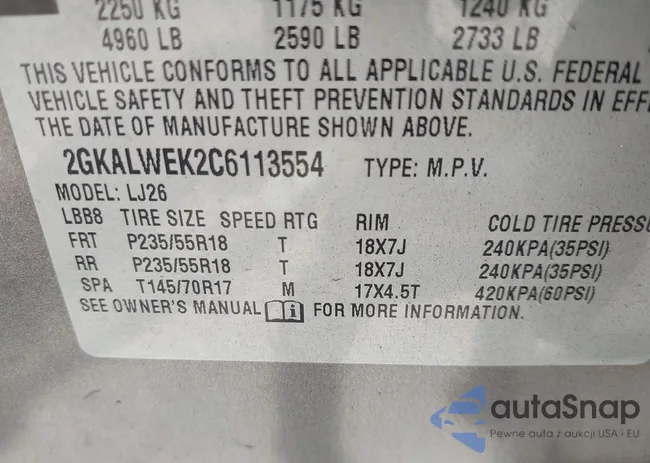 2250 KG 1175 KG 1240 KG
4960 LB 2590 LB 2733 LB
THIS VEHICLE CONFORMS TO ALL APPLICABLE U.S. FEDERAL
VEHICLE SAFETY AND THEFT PREVENTION STANDARDS IN EFF
THE DATE OF MANUFACTURE SHOWN ABOVE.
2GKALWEK2C6113554 TYPE: M.P.V.
MODEL: LJ26
LBB8 TIRE SIZE SPEED RTG RIM COLD TIRE PRESSU
FRT P235/55R18 T 18X7J 240KPA(35PSI)
RR P235/55R18 T 18X7J 240KPA(35PSI)
SPA T145/70R17 M 17X4.5T 420KPA(60PSI)
SEE OWNER'S MANUAL FOR MORE INFORMATION.
autaSnap
Pewne auta z aukcji USA i EU